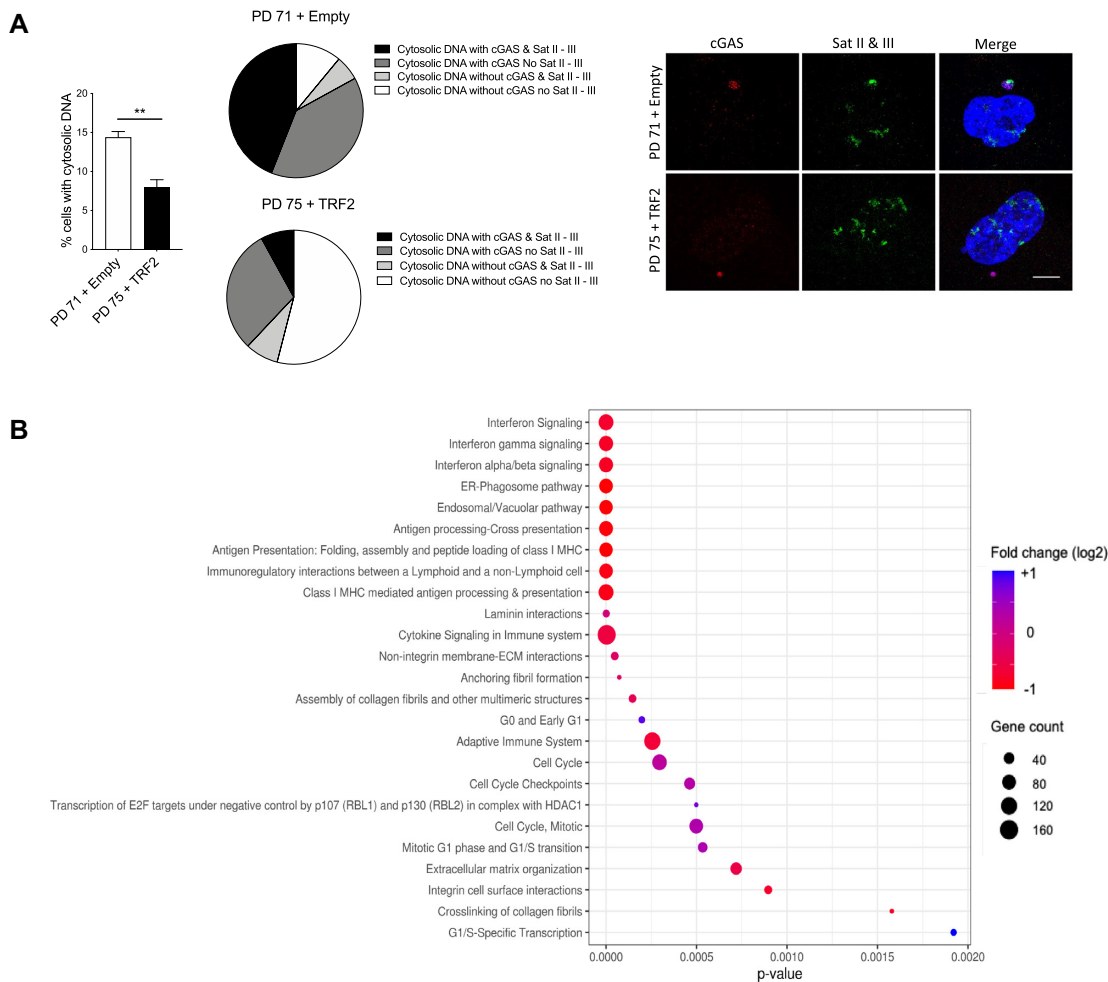 A
% cells with cytosolic DNA
20
15
10
5
0
**
PD 71 + Empty
PD 75 + TRF2
PD 71 + Empty
Cytosolic DNA with cGAS & Sat II - III
Cytosolic DNA with cGAS No Sat II - III
Cytosolic DNA without cGAS & Sat II - III
Cytosolic DNA without cGAS no Sat II - III
PD 75 + TRF2
Cytosolic DNA with cGAS & Sat II - III
Cytosolic DNA with cGAS no Sat II - III
Cytosolic DNA without cGAS & Sat II - III
Cytosolic DNA without cGAS no Sat II - III
cGAS
Sat II & III
Merge
PD 71 + Empty
PD 75 + TRF2
B
Interferon Signaling
Interferon gamma signaling
Interferon alpha/beta signaling
ER-Phagosome pathway
Endosomal/Vacuolar pathway
Antigen processing-Cross presentation
Antigen Presentation: Folding, assembly and peptide loading of class I MHC
Immunoregulatory interactions between a Lymphoid and a non-Lymphoid cell
Class I MHC mediated antigen processing & presentation
Laminin interactions
Cytokine Signaling in Immune system
Non-integrin membrane-ECM interactions
Anchoring fibril formation
Assembly of collagen fibrils and other multimeric structures
G0 and Early G1
Adaptive Immune System
Cell Cycle
Cell Cycle Checkpoints
Transcription of E2F targets under negative control by p107 (RBL1) and p130 (RBL2) in complex with HDAC1
Cell Cycle, Mitotic
Mitotic G1 phase and G1/S transition
Extracellular matrix organization
Integrin cell surface interactions
Crosslinking of collagen fibrils
G1/S-Specific Transcription
0.0000
0.0005
0.0010
0.0015
0.0020
p-value
Fold change (log2)
+1
0
-1
Gene count
40
80
120
160